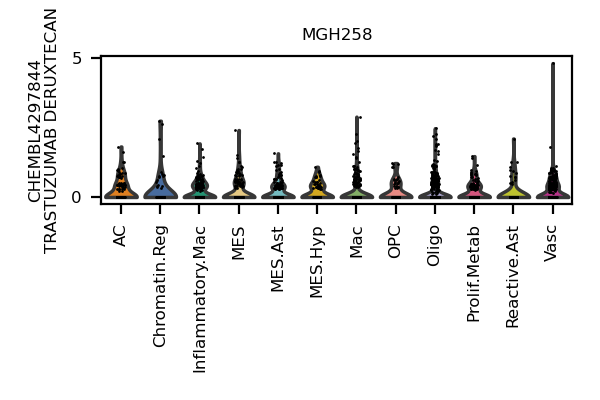 MGH258
CHEMBL4297844
TRASTUZUMAB DERUXTECAN
5
0
AC
Chromatin.Reg
Inflammatory.Mac
MES
MES.Ast
MES.Hyp
Mac
OPC
Oligo
Prolif.Metab
Reactive.Ast
Vasc